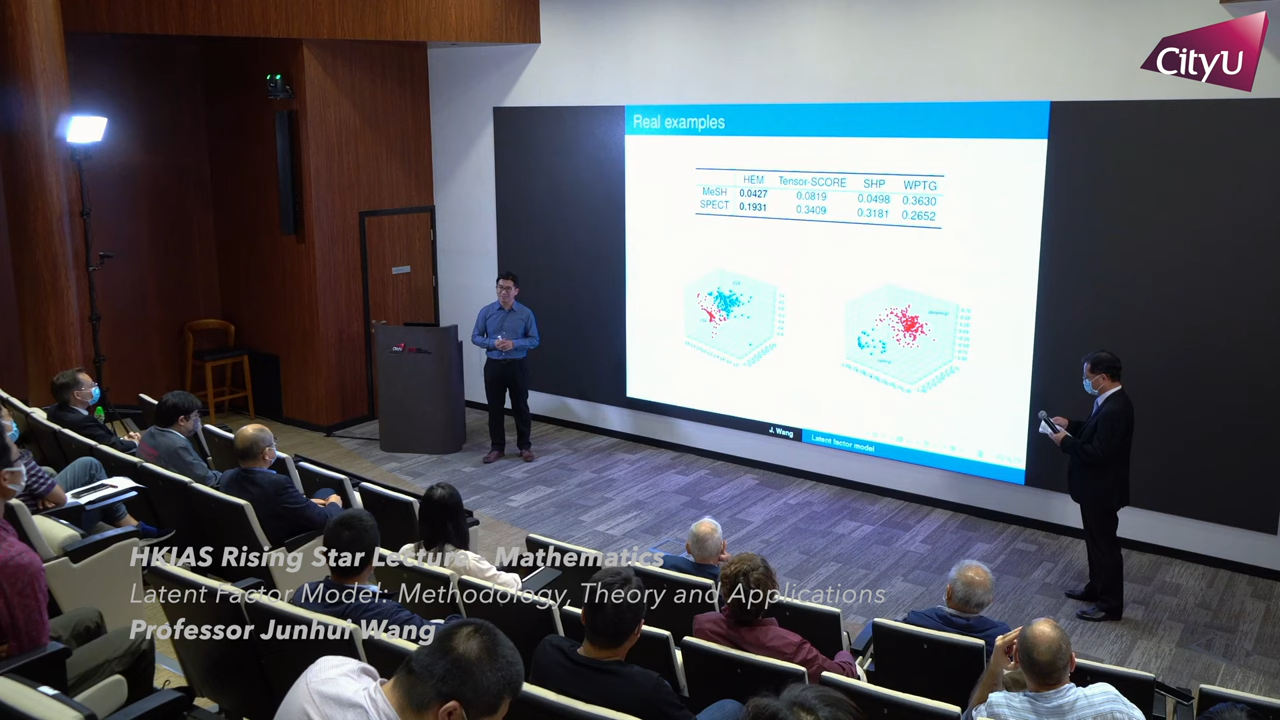 CityU
Real examples
HEM Tensor-SCORE SHP WPTG
MeSH 0.0427 0.0819 0.0498 0.3630
SPECT 0.1931 0.3409 0.3181 0.2652
J. Wang
Latent factor model
CityU
HKIAS Rising Star Lecture - Mathematics
Latent Factor Model: Methodology, Theory and Applications
Professor Junhui Wang